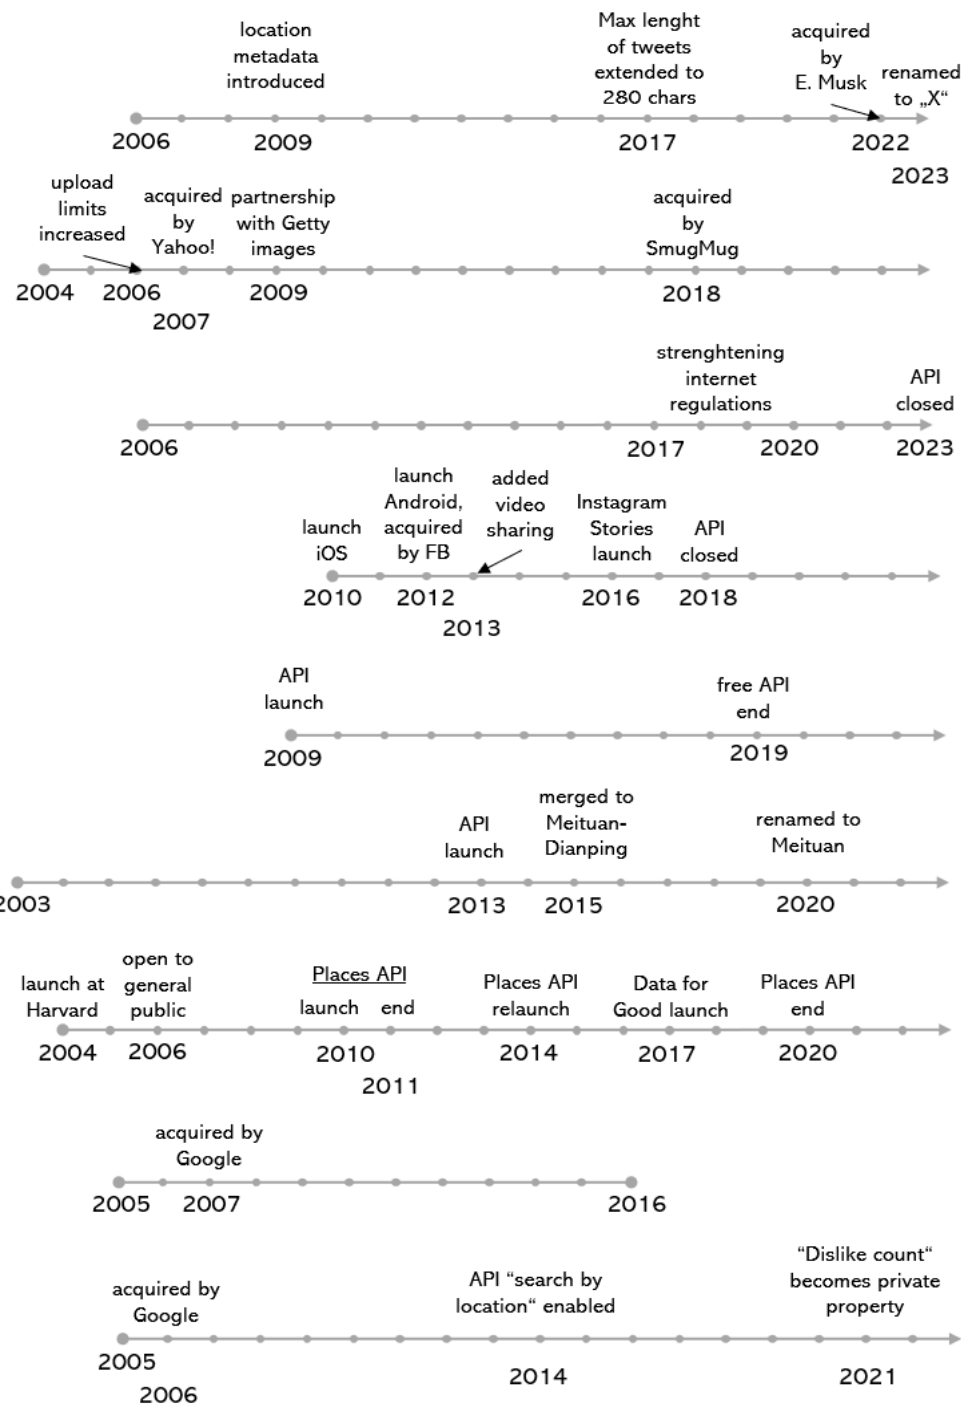 location
metadata
introduced
Max lenght
of tweets
extended to
280 chars
acquired
by
E. Musk
renamed
to „X“
2006
2009
2017
2022
2023
upload
limits
increased
acquired
by
Yahoo!
partnership
with Getty
images
acquired
by
SmugMug
2004
2006
2007
2009
2018
strenghtening
internet
regulations
API
closed
2006
2017
2020
2023
launch
iOS
launch
Android,
acquired
by FB
added
video
sharing
Instagram
Stories
launch
API
closed
2010
2012
2013
2016
2018
API
launch
free API
end
2009
2019
API
launch
merged to
Meituan-
Dianping
renamed to
Meituan
2003
2013
2015
2020
launch at
Harvard
open to
general
public
Places API
launch end
Places API
relaunch
Data for
Good launch
Places API
end
2004
2006
2010
2011
2014
2017
2020
acquired by
Google
2005
2007
2016
acquired by
Google
API “search by
location“ enabled
“Dislike count“
becomes private
property
2005
2006
2014
2021